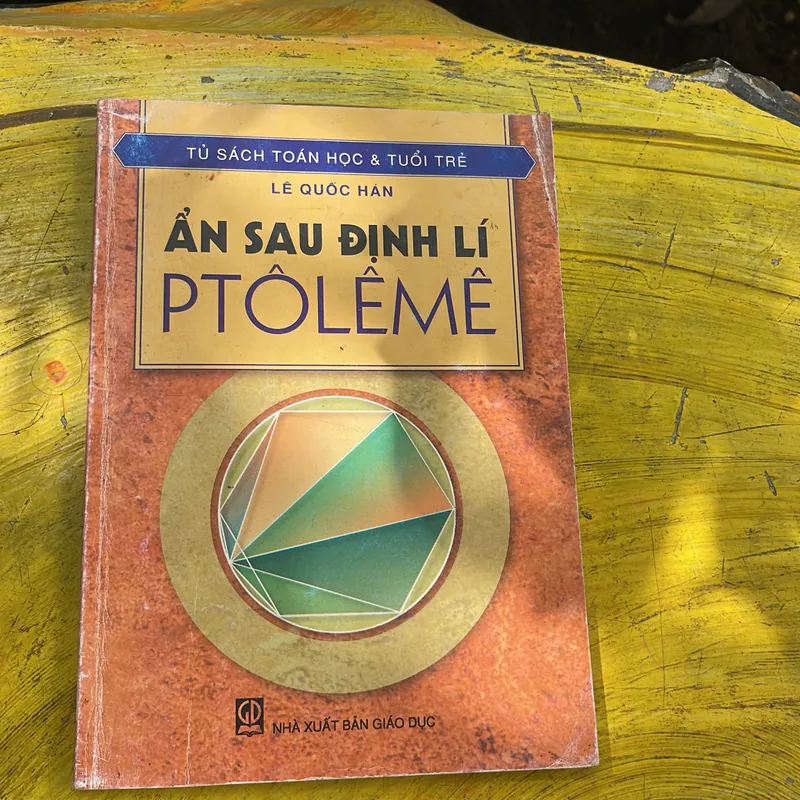 TỦ SÁCH TOÁN HỌC & TUỔI TRẺ
LÊ QUỐC HÁN
ẨN SAU ĐỊNH LÍ
PTÔLÊMÊ
GD
NHÀ XUẤT BẢN GIÁO DỤC